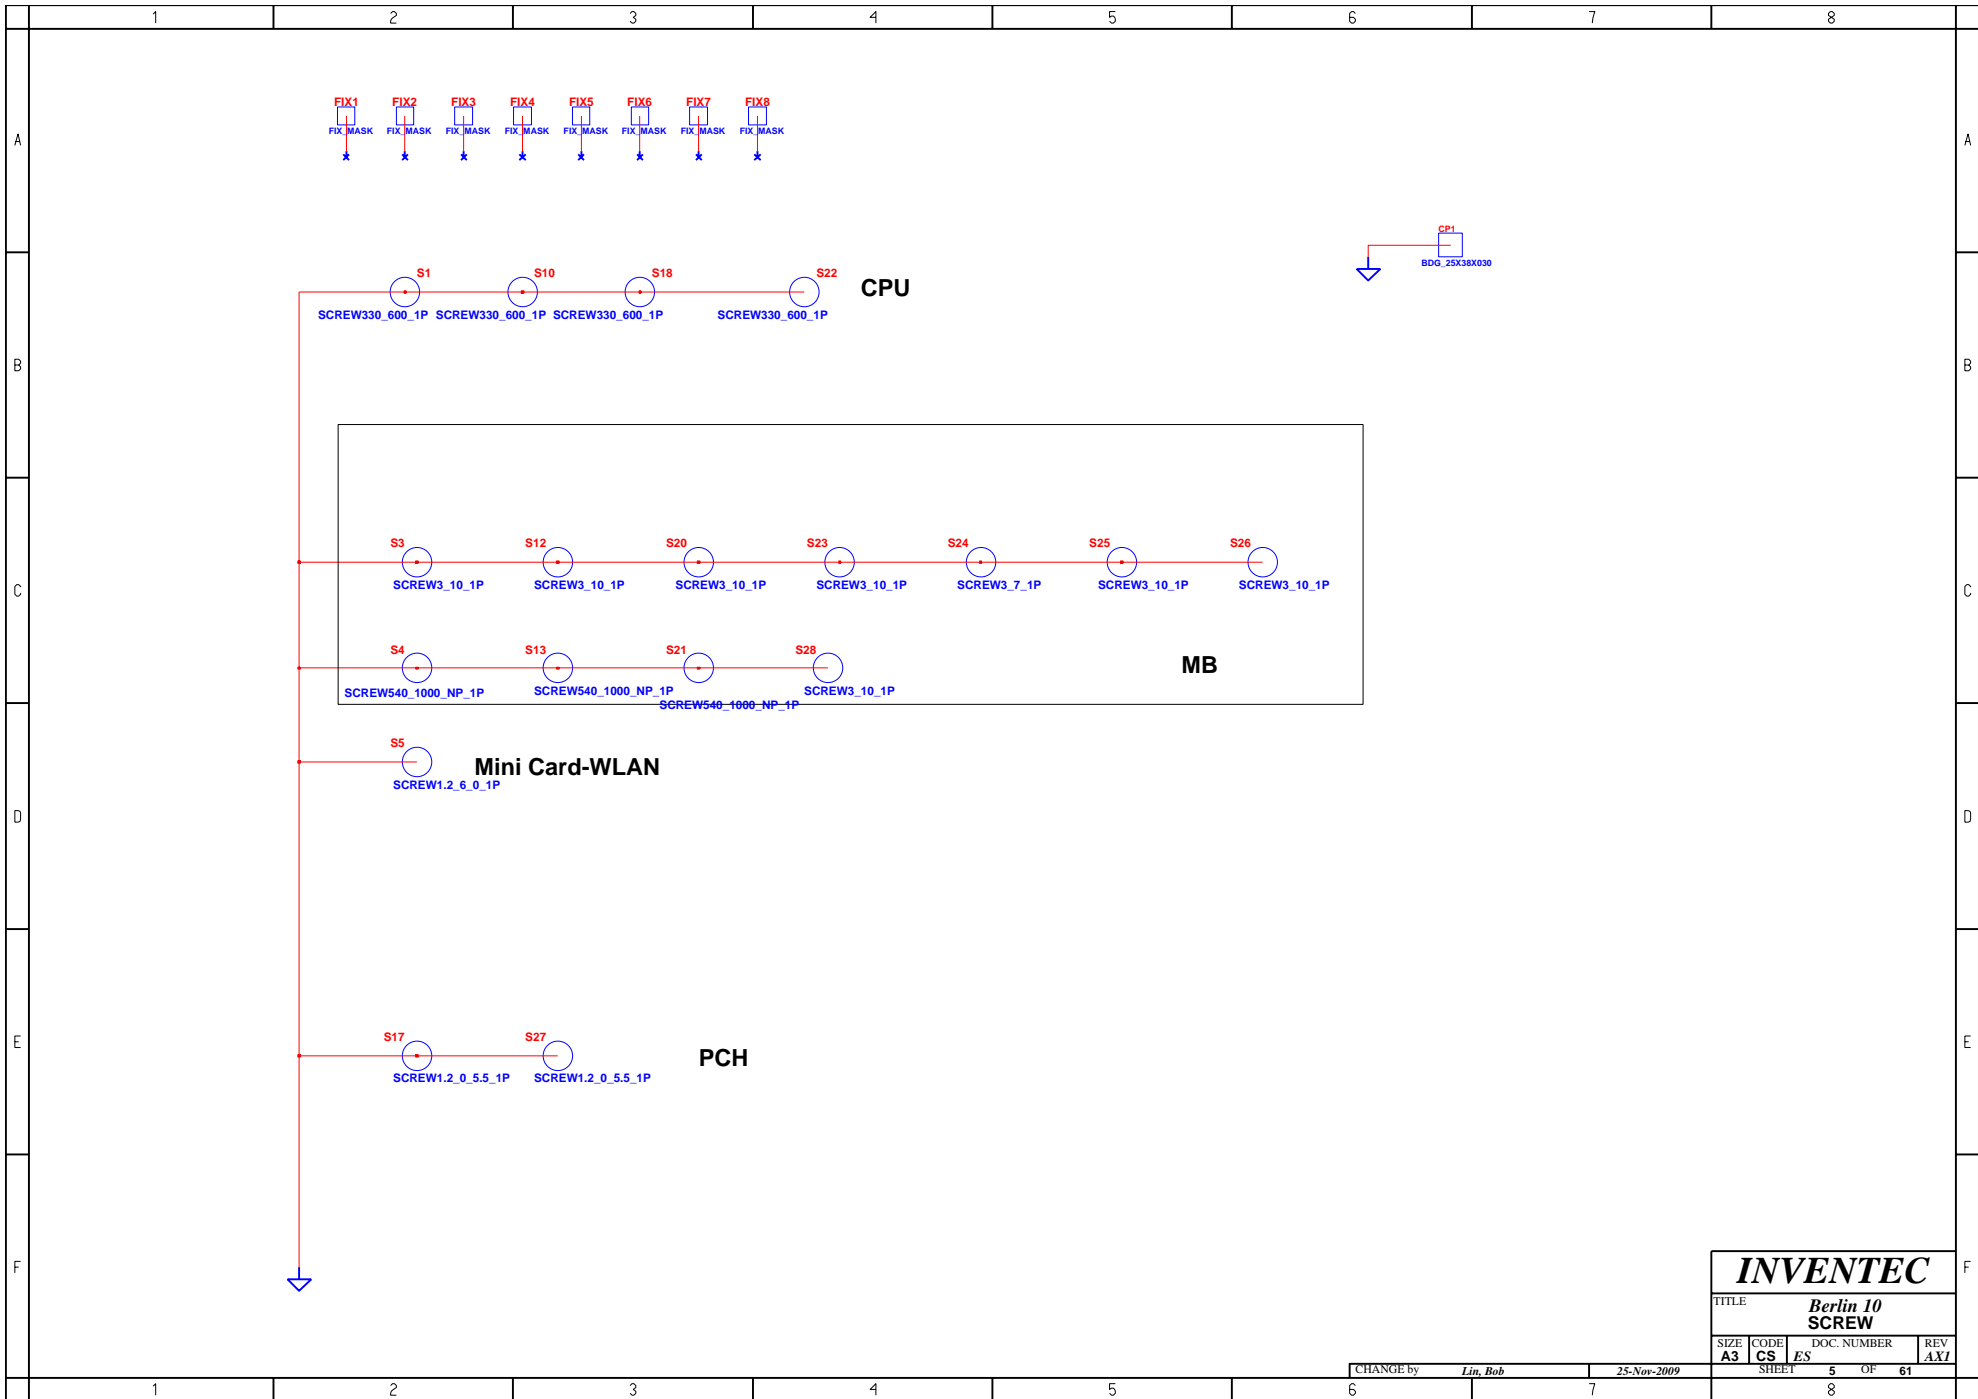 1 2 3 4 5 6 7 8
FIX1 FIX2 FIX3 FIX4 FIX5 FIX6 FIX7 FIX8
FIX_MASK FIX_MASK FIX_MASK FIX_MASK FIX_MASK FIX_MASK FIX_MASK FIX_MASK
A A
CP1
BDG_25X38X030
S1 S10 S18 S22
CPU
SCREW330_600_1P SCREW330_600_1P SCREW330_600_1P SCREW330_600_1P
B B
S3 S12 S20 S23 S24 S25 S26
SCREW3_10_1P SCREW3_10_1P SCREW3_10_1P SCREW3_10_1P SCREW3_7_1P SCREW3_10_1P SCREW3_10_1P
C C
S4 S13 S21 S28
MB
SCREW540_1000_NP_1P SCREW540_1000_NP_1P SCREW540_1000_NP_1P SCREW3_10_1P
S5
Mini Card-WLAN
SCREW1.2_6_0_1P
D D
S17 S27
E E
PCH
SCREW1.2_0_5.5_1P SCREW1.2_0_5.5_1P
F F
INVENTEC
TITLE
Berlin 10
SCREW
SIZE CODE DOC. NUMBER REV
A3 CS ES AX1
CHANGE by Lin, Bob 25-Nov-2009 SHEET 5 OF 61
1 2 3 4 5 6 7 8